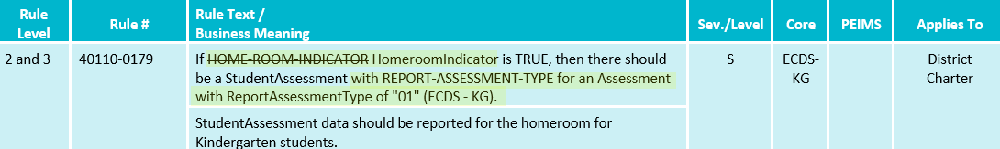 Rule Level
Rule #
Rule Text /
Business Meaning
Sev./Level
Core
PEIMS
Applies To
2 and 3
40110-0179
If HOME-ROOM-INDICATOR HomeroomIndicator is TRUE, then there should
be a StudentAssessment with REPORT-ASSESSMENT-TYPE for an Assessment
with ReportAssessmentType of "01" (ECDS - KG).
S
ECDS-
KG
District
Charter
StudentAssessment data should be reported for the homeroom for
Kindergarten students.